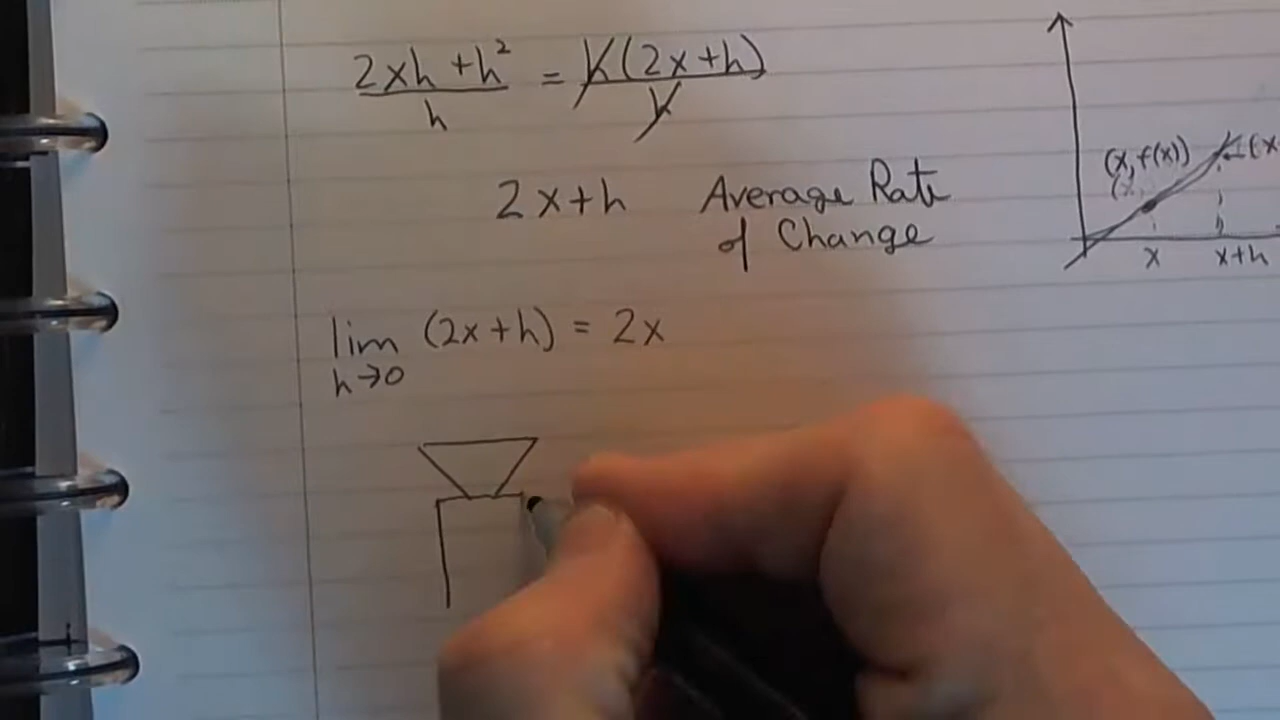 2xh + h² / h = h(2x+h) / h
2x+h Average Rate
of Change
lim (2x+h) = 2x
h→0
(x, f(x)) (x
(x,
x x+h